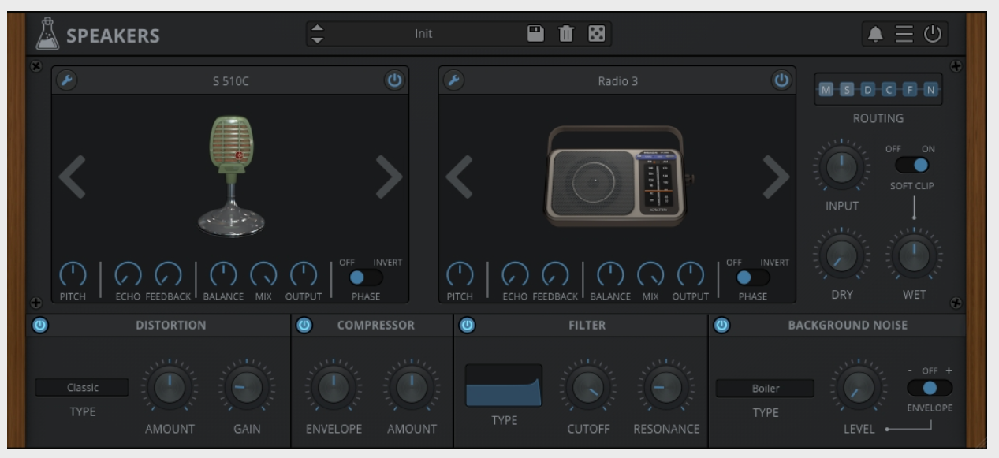 SPEAKERS
Init
S 510C
Radio 3
M S D C F N
ROUTING
OFF ON
SOFT CLIP
INPUT
DRY WET
OFF INVERT
PITCH ECHO FEEDBACK BALANCE MIX OUTPUT PHASE
OFF INVERT
PITCH ECHO FEEDBACK BALANCE MIX OUTPUT PHASE
DISTORTION
Classic
TYPE
AMOUNT GAIN
COMPRESSOR
ENVELOPE AMOUNT
FILTER
TYPE
CUTOFF RESONANCE
BACKGROUND NOISE
Boiler
TYPE
- OFF +
ENVELOPE
LEVEL